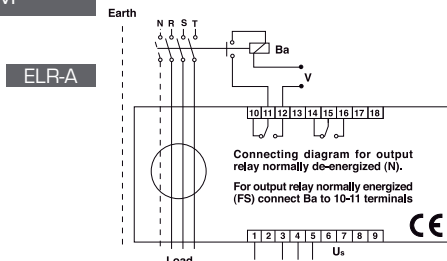 Earth
N R S T
Ba
ELR-A
V
10 11 12 13 14 15 16 17 18
Connecting diagram for output
relay normally de-energized (N).
For output relay normally energized
(FS) connect Ba to 10-11 terminals
CE
1 2 3 4 5 6 7 8 9
Us